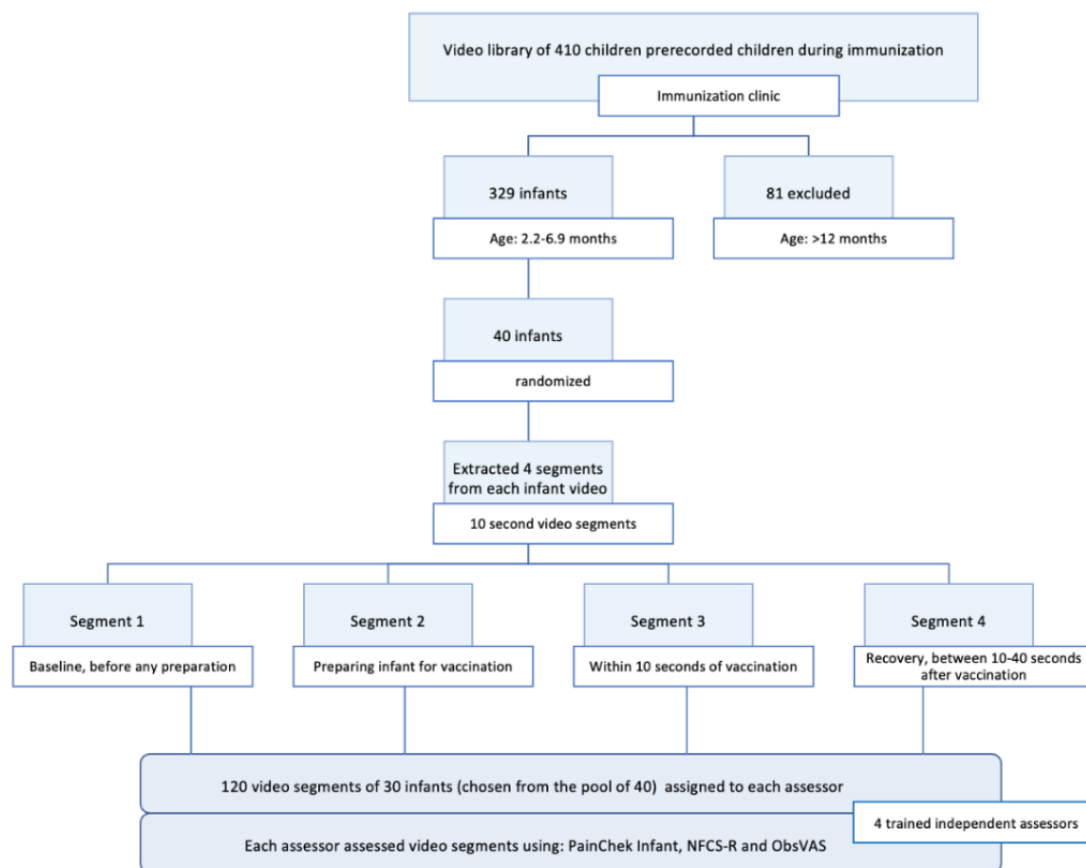 Video library of 410 children prerecorded children during immunization
Immunization clinic
329 infants
81 excluded
Age: 2.2-6.9 months
Age: >12 months
40 infants
randomized
Extracted 4 segments
from each infant video
10 second video segments
Segment 1
Segment 2
Segment 3
Segment 4
Baseline, before any preparation
Preparing infant for vaccination
Within 10 seconds of vaccination
Recovery, between 10-40 seconds
after vaccination
120 video segments of 30 infants (chosen from the pool of 40) assigned to each assessor
4 trained independent assessors
Each assessor assessed video segments using: PainChek Infant, NFCS-R and ObsVAS